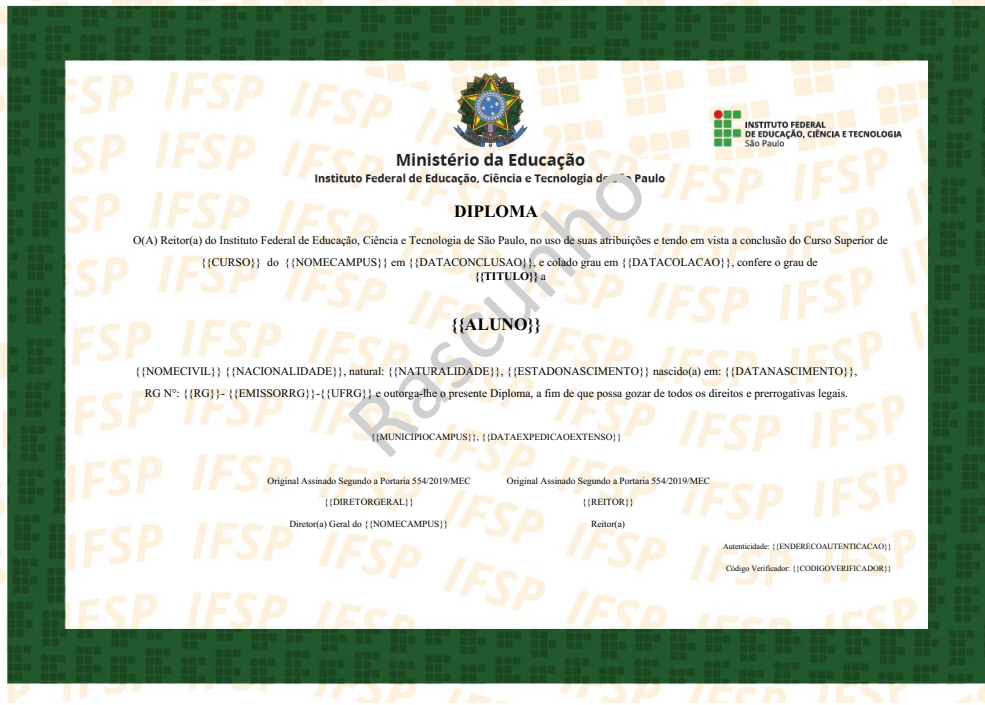 INSTITUTO FEDERAL
DE EDUCAÇÃO, CIÊNCIA E TECNOLOGIA
São Paulo
Ministério da Educação
Instituto Federal de Educação, Ciência e Tecnologia de São Paulo
DIPLOMA
O(A) Reitor(a) do Instituto Federal de Educação, Ciência e Tecnologia de São Paulo, no uso de suas atribuições e tendo em vista a conclusão do Curso Superior de
{{CURSO}} do {{NOMECAMPUS}} em {{DATACONCLUSAO}}, e colado grau em {{DATACOLACAO}}, confere o grau de
{{TITULO}} a
{{ALUNO}}
{{NOMECIVIL}} {{NACIONALIDADE}}, natural: {{NATURALIDADE}}, {{ESTADONASCIMENTO}} nascido(a) em: {{DATANASCIMENTO}},
RG N°: {{RG}}- {{EMISSORRG}}-{{UFRG}} e outorga-lhe o presente Diploma, a fim de que possa gozar de todos os direitos e prerrogativas legais.
Rascunho
{{MUNICIPIOCAMPUS}}, {{DATAEXPEDICAOEXTENSO}}
Original Assinado Segundo a Portaria 554/2019/MEC
{{DIRETORGERAL}}
Diretor(a) Geral do {{NOMECAMPUS}}
Original Assinado Segundo a Portaria 554/2019/MEC
{{REITOR}}
Reitor(a)
Autenticidade: {{ENDERECOAUTENTICACAO}}
Código Verificador: {{CODIGOVERIFICADOR}}
IFSP